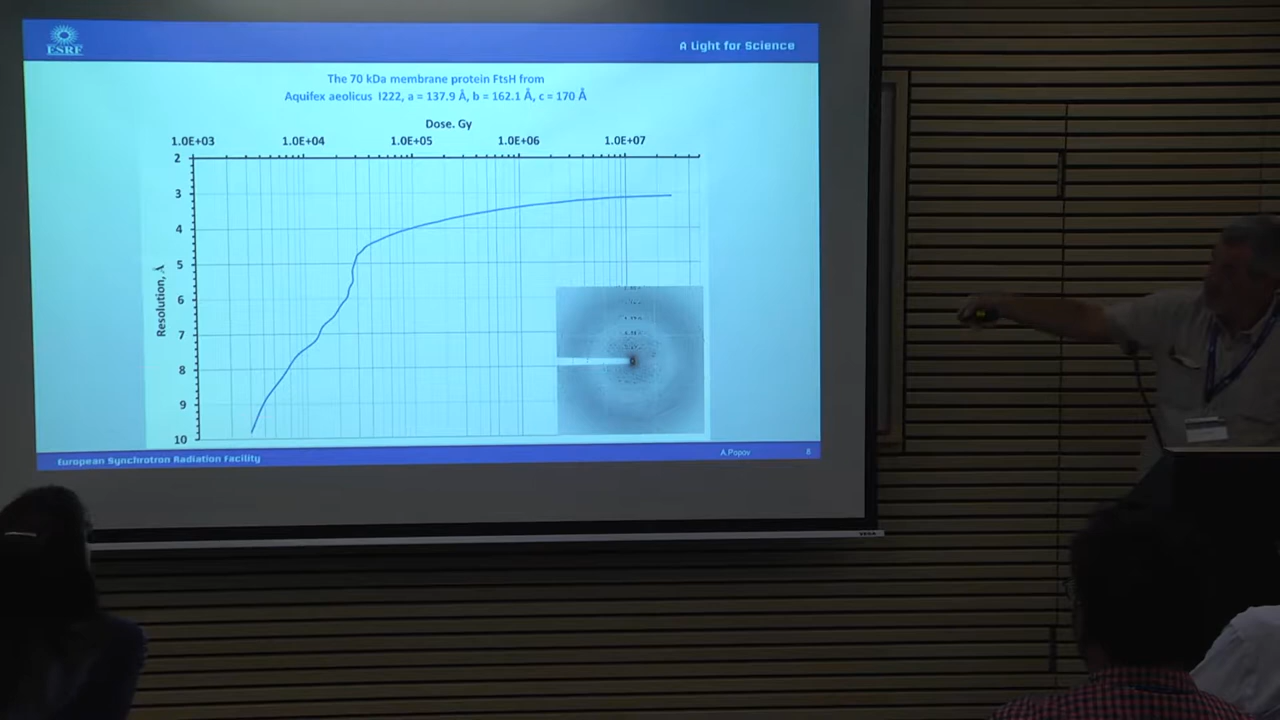 ESRF
A Light for Science
The 70 kDa membrane protein FtsH from
Aquifex aeolicus I222, a = 137.9 Å, b = 162.1 Å, c = 170 Å
Dose. Gy
1.0E+03 1.0E+04 1.0E+05 1.0E+06 1.0E+07
2
3
4
5
6
7
8
9
10
Resolution, Å
European Synchrotron Radiation Facility
A.Popov
8
VEGA